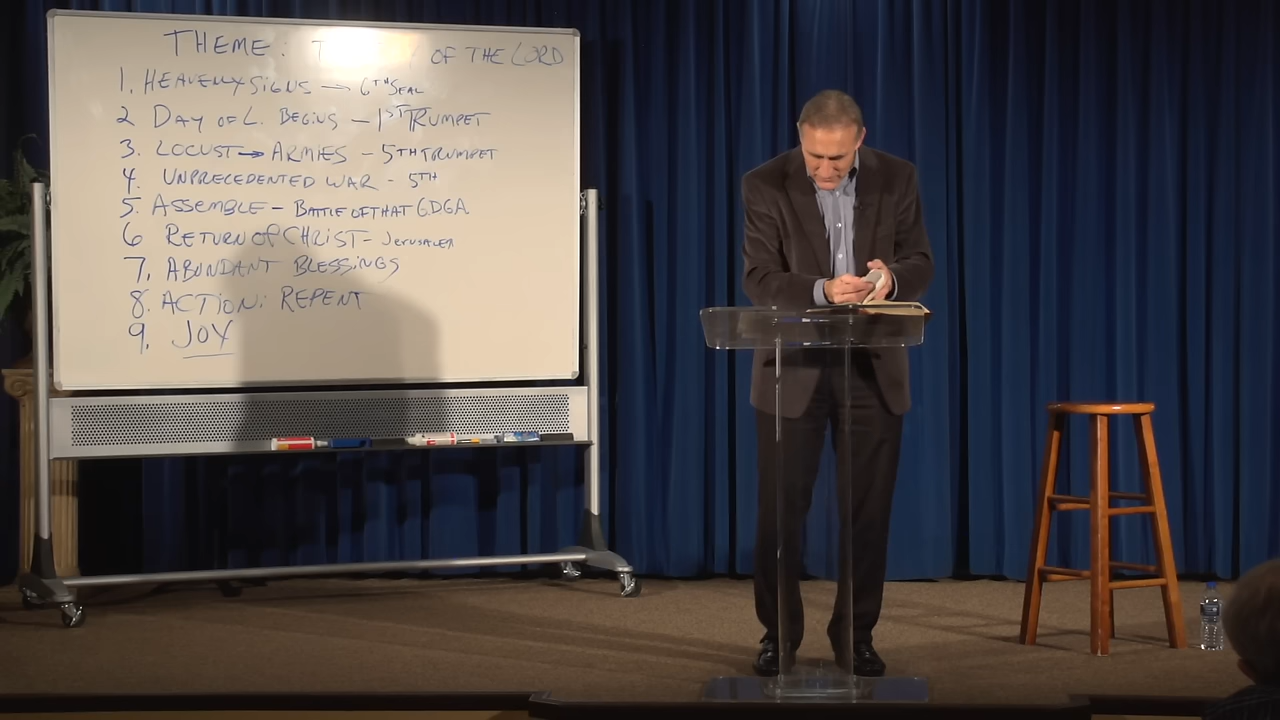 THEME: T OF THE LORD
1. HEAVENLY SIGNS → 6TH SEAL
2 DAY OF L. BEGINS - 1ST TRUMPET
3. LOCUST → ARMIES - 5TH TRUMPET
4. UNPRECEDENTED WAR - 5TH
5. ASSEMBLE - BATTLE OF THAT GDGA
6 RETURN OF CHRIST - JERUSALEM
7. ABUNDANT BLESSINGS
8. ACTION: REPENT
9. JOY